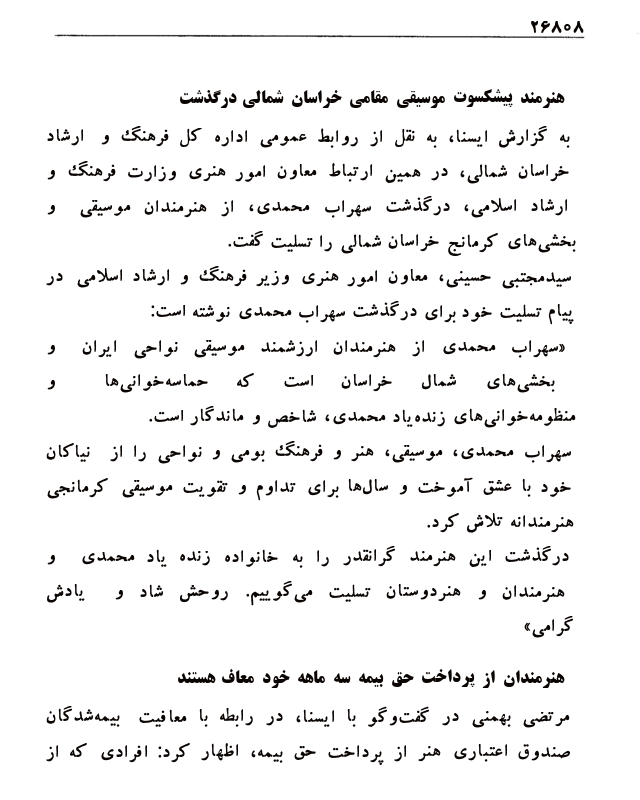 ۲۶۸۰۸
هنرمند پیشکسوت موسیقی مقامی خراسان شمالی درگذشت
به گزارش ایسنا، به نقل از روابط عمومی اداره کل فرهنگ و ارشاد
خراسان شمالی، در همین ارتباط معاون امور هنری وزارت فرهنگ و
ارشاد اسلامی، درگذشت سهراب محمدی، از هنرمندان موسیقی و
بخشی‌های کرمانج خراسان شمالی را تسلیت گفت.
سیدمجتبی حسینی، معاون امور هنری وزیر فرهنگ و ارشاد اسلامی در
پیام تسلیت خود برای درگذشت سهراب محمدی نوشته است:
«سهراب محمدی از هنرمندان ارزشمند موسیقی نواحی ایران و
بخشی‌های شمال خراسان است که حماسه‌خوانی‌ها و
منظومه‌خوانی‌های زنده‌یاد محمدی، شاخص و ماندگار است.
سهراب محمدی، موسیقی، هنر و فرهنگ بومی و نواحی را از نیاکان
خود با عشق آموخت و سال‌ها برای تداوم و تقویت موسیقی کرمانجی
هنرمندانه تلاش کرد.
درگذشت این هنرمند گرانقدر را به خانواده زنده یاد محمدی و
هنرمندان و هنردوستان تسلیت می‌گوییم. روحش شاد و یادش
گرامی»
هنرمندان از پرداخت حق بیمه سه ماهه خود معاف هستند
مرتضی بهمنی در گفت‌وگو با ایسنا، در رابطه با معافیت بیمه‌شدگان
صندوق اعتباری هنر از پرداخت حق بیمه، اظهار کرد: افرادی که از